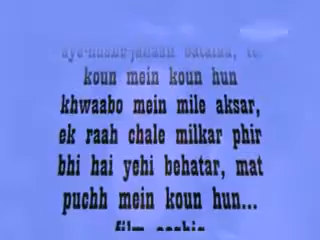 koun mein koun hun
khwaabo mein mile aksar,
ek raah chale milkar phir
bhi hai yehi behatar, mat
puchh mein koun hun...
film